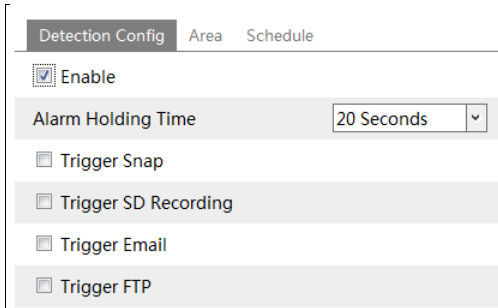 Detection Config Area Schedule
Enable
Alarm Holding Time 20 Seconds
Trigger Snap
Trigger SD Recording
Trigger Email
Trigger FTP